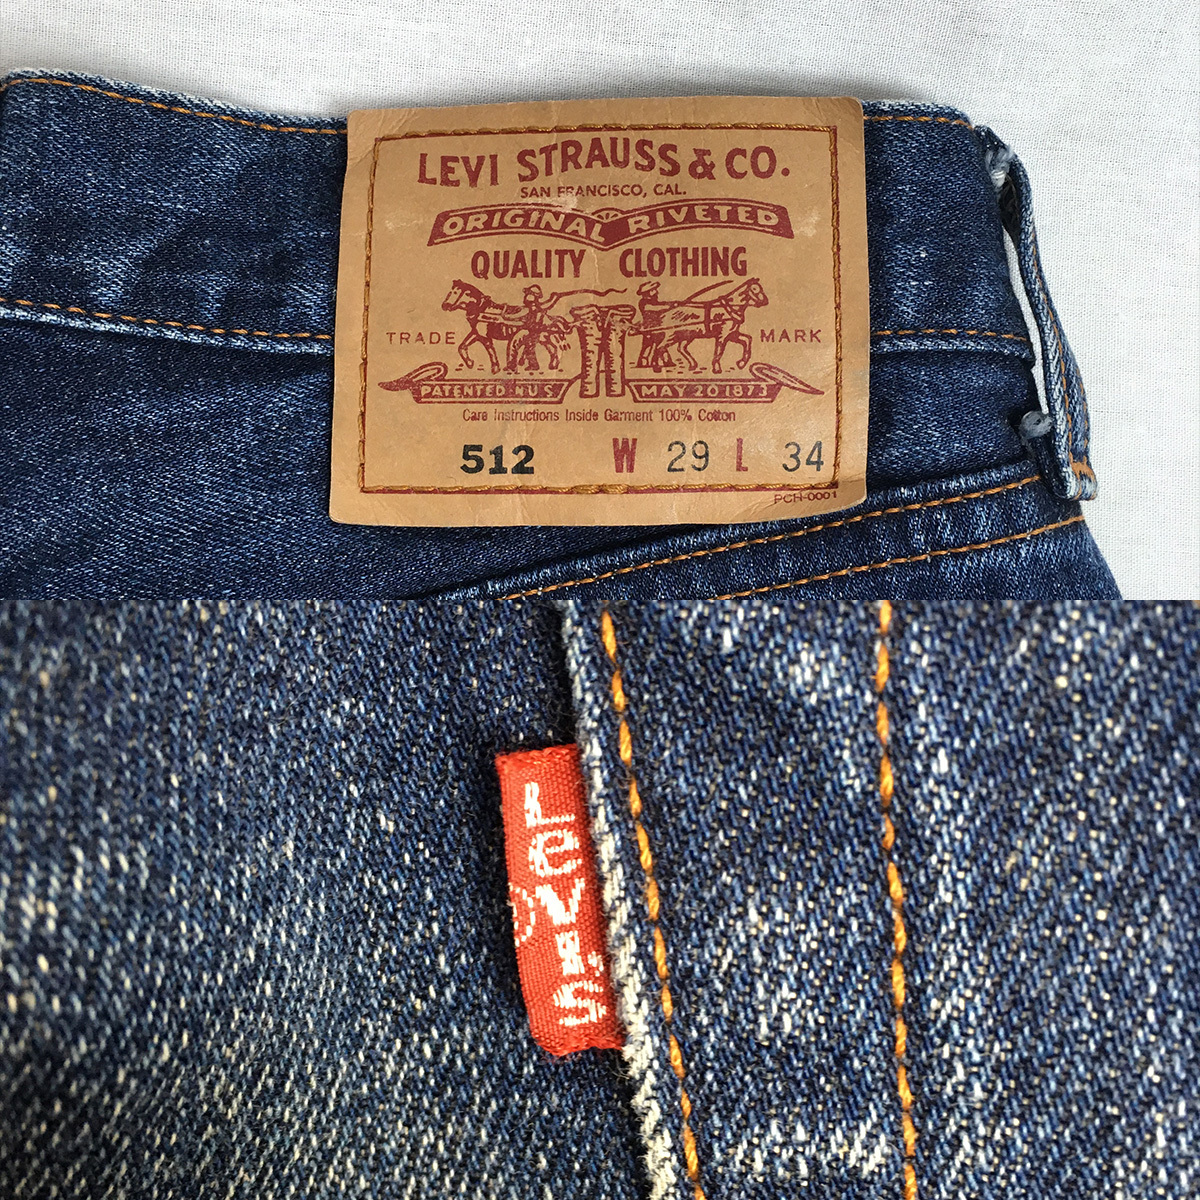 LEVI STRAUSS & CO.
SAN FRANCISCO, CAL.
ORIGINAL RIVETED
QUALITY CLOTHING
TRADE MARK
PATENTED IN U S MAY 20 1873
Care Instructions Inside Garment 100% Cotton
512 W 29 L 34
PCH-0001
LEVI'S